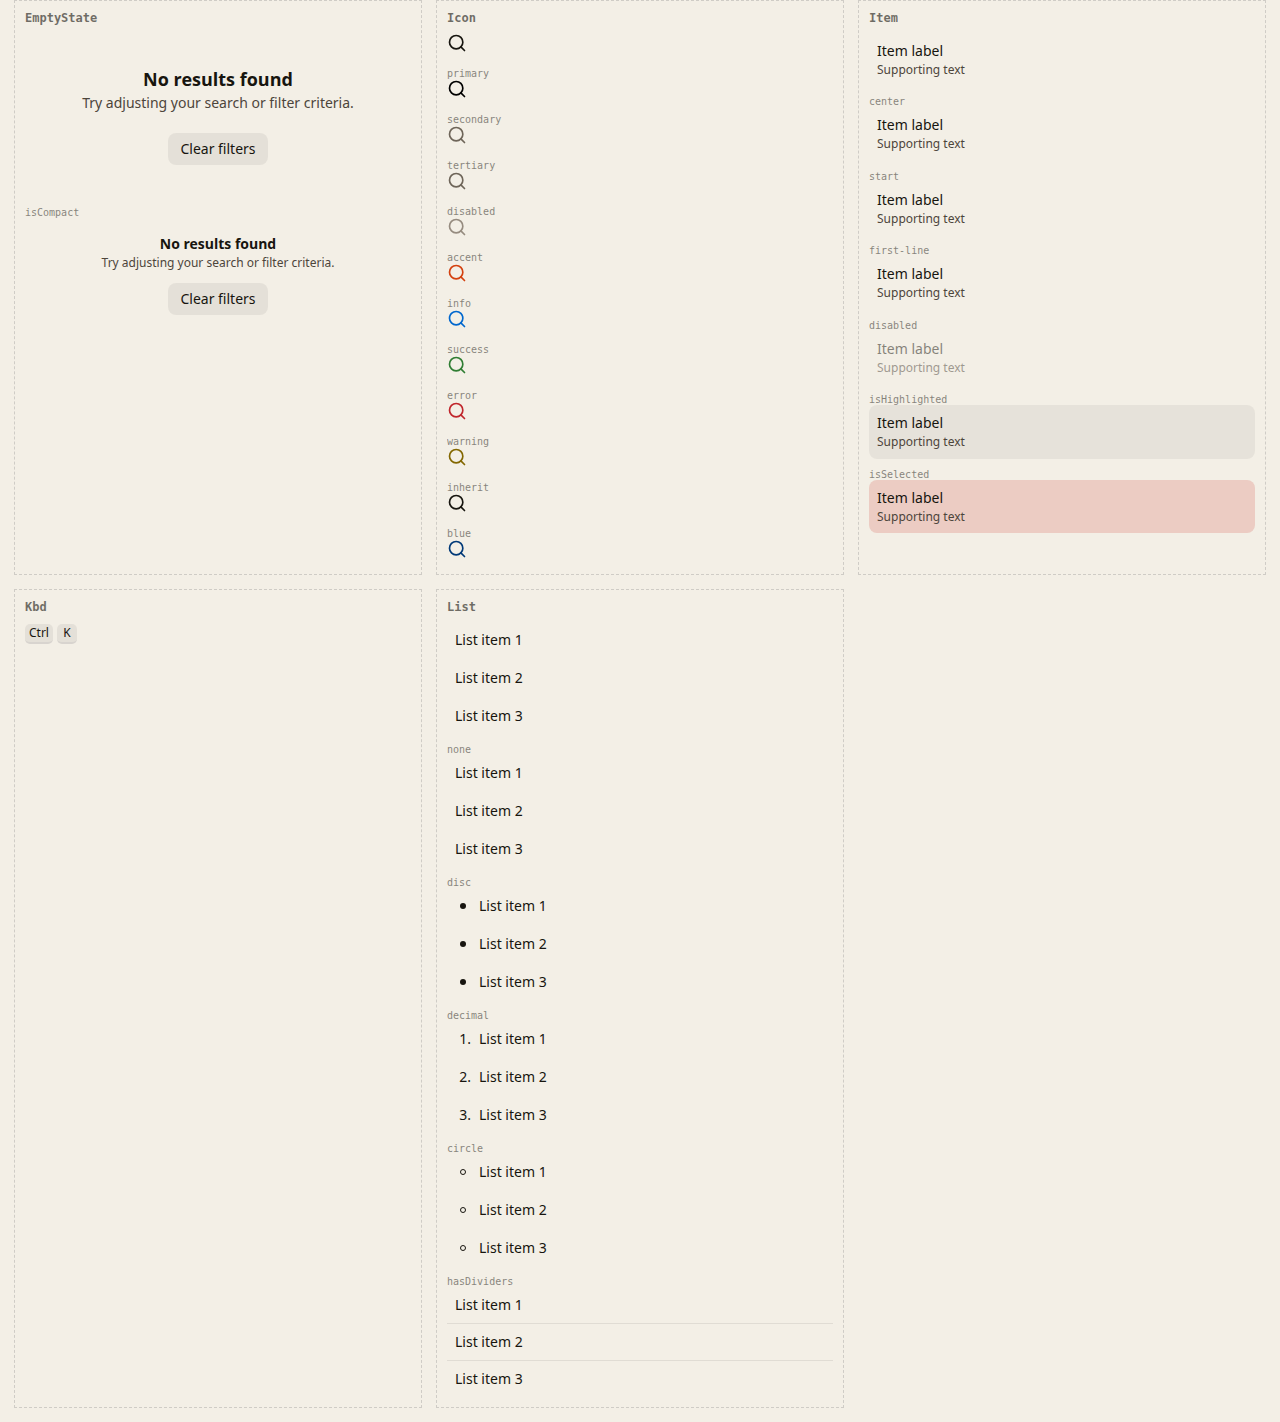 EmptyState
No results found
Try adjusting your search or filter criteria.
Clear filters
isCompact
No results found
Try adjusting your search or filter criteria.
Clear filters
Icon
primary
secondary
tertiary
disabled
accent
info
success
error
warning
inherit
blue
Item
Item label
Supporting text
center
Item label
Supporting text
start
Item label
Supporting text
first-line
Item label
Supporting text
disabled
Item label
Supporting text
isHighlighted
Item label
Supporting text
isSelected
Item label
Supporting text
Kbd
Ctrl K
List
List item 1
List item 2
List item 3
none
List item 1
List item 2
List item 3
disc
List item 1
List item 2
List item 3
decimal
1. List item 1
2. List item 2
3. List item 3
circle
List item 1
List item 2
List item 3
hasDividers
List item 1
List item 2
List item 3